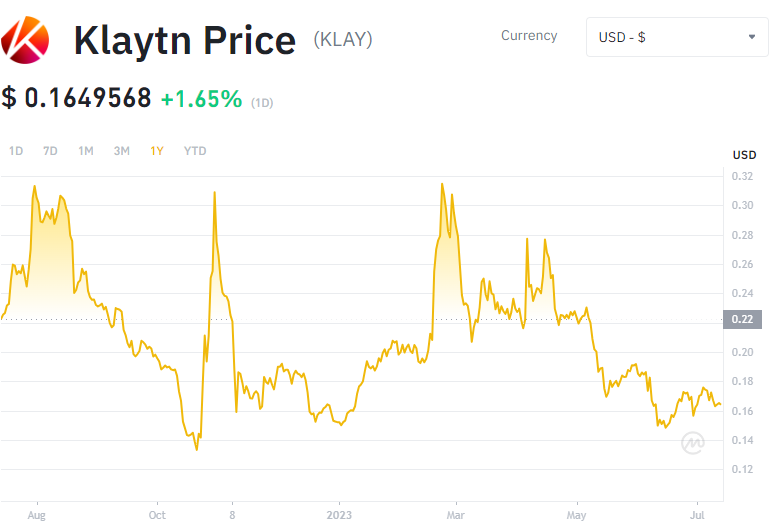 Klaytn Price (KLAY)
Currency
USD - $
$ 0.1649568 +1.65% (1D)
1D 7D 1M 3M 1Y YTD
USD
0.32
0.30
0.28
0.26
0.24
0.22
0.20
0.18
0.16
0.14
0.12
Aug Oct 8 2023 Mar May Jul